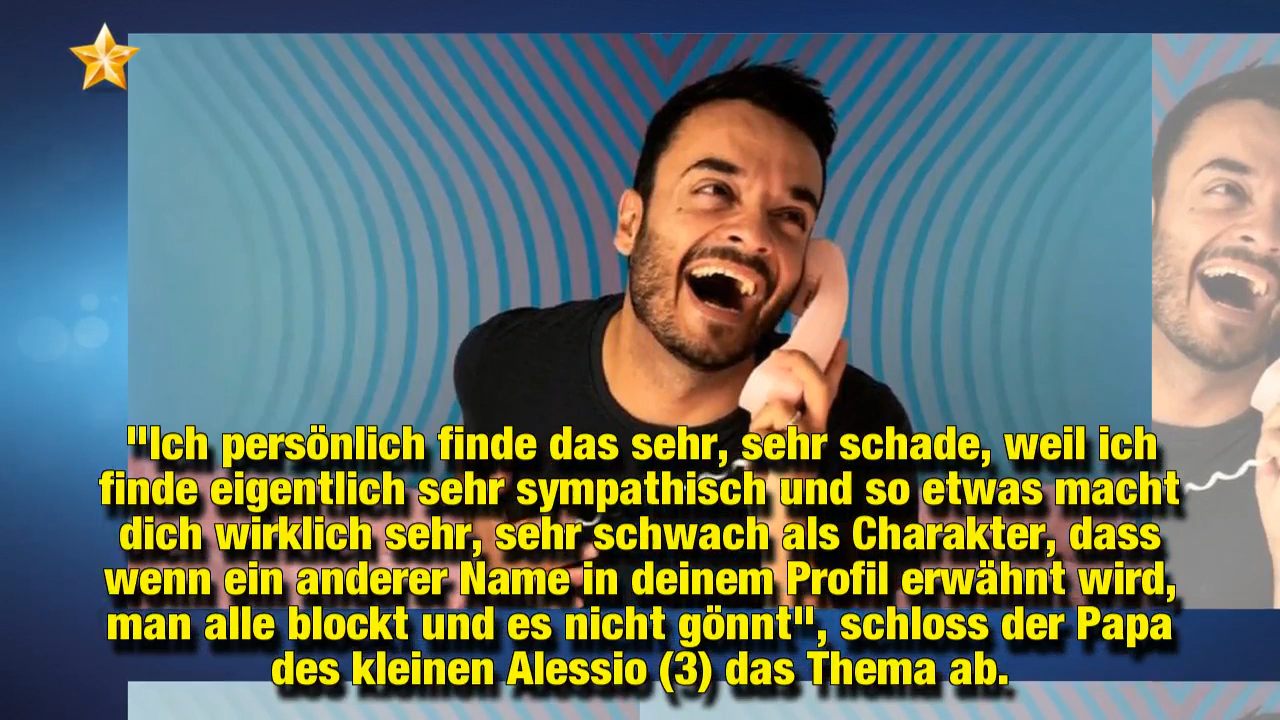 "Ich persönlich finde das sehr, sehr schade, weil ich
finde eigentlich sehr sympathisch und so etwas macht
dich wirklich sehr, sehr schwach als Charakter, dass
wenn ein anderer Name in deinem Profil erwähnt wird,
man alle blockt und es nicht gönnt", schloss der Papa
des kleinen Alessio (3) das Thema ab.